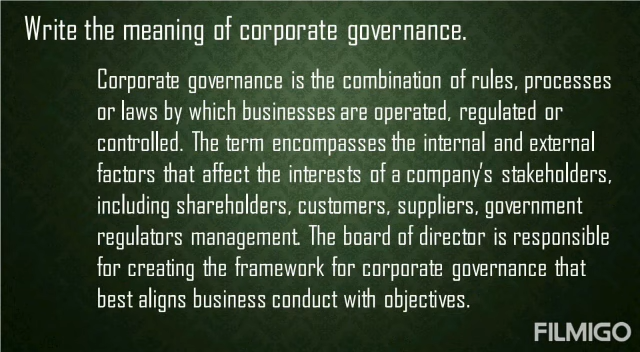 Write the meaning of corporate governance.
Corporate governance is the combination of rules, processes
or laws by which businesses are operated, regulated or
controlled. The term encompasses the internal and external
factors that affect the interests of a company's stakeholders,
including shareholders, customers, suppliers, government
regulators management. The board of director is responsible
for creating the framework for corporate governance that
best aligns business conduct with objectives.
FILMIGO